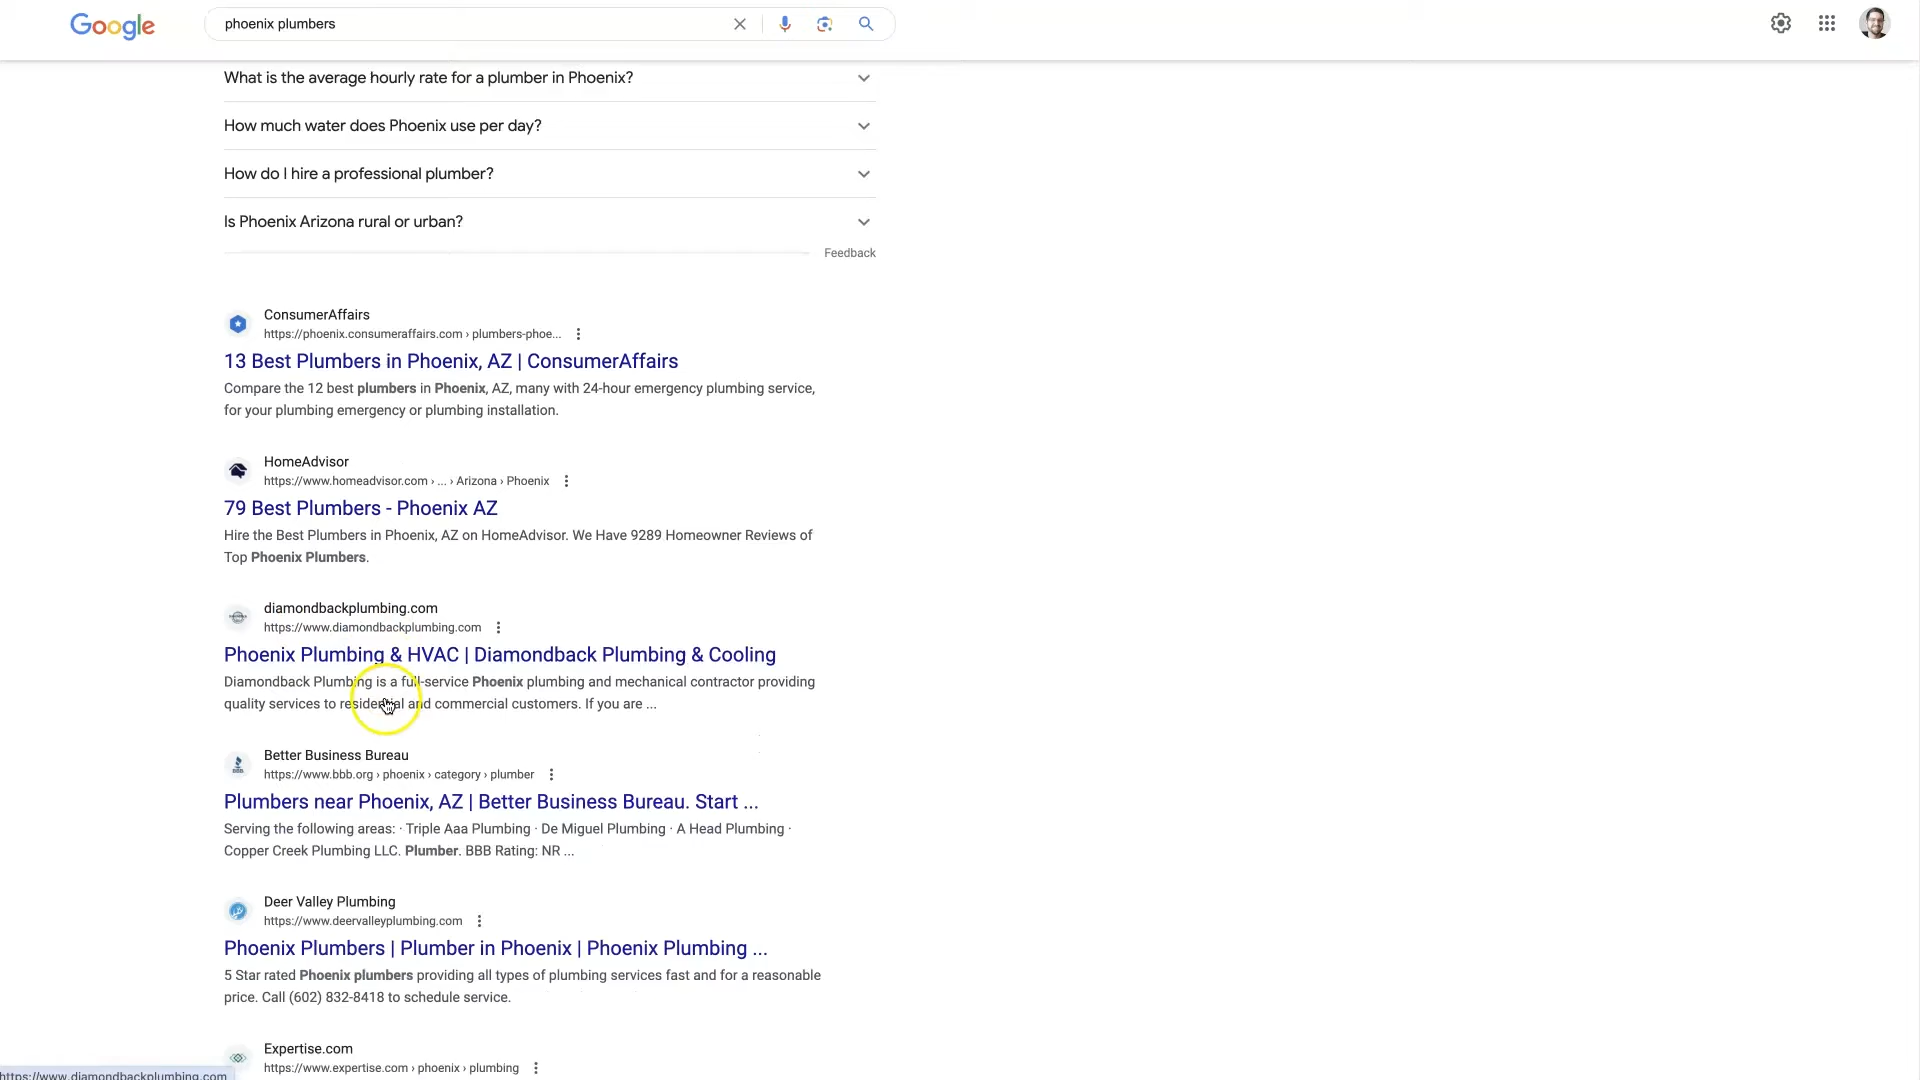 Google
phoenix plumbers
What is the average hourly rate for a plumber in Phoenix?
How much water does Phoenix use per day?
How do I hire a professional plumber?
Is Phoenix Arizona rural or urban?
Feedback
ConsumerAffairs
https://phoenix.consumeraffairs.com › plumbers-phoe...
13 Best Plumbers in Phoenix, AZ | ConsumerAffairs
Compare the 12 best plumbers in Phoenix, AZ, many with 24-hour emergency plumbing service,
for your plumbing emergency or plumbing installation.
HomeAdvisor
https://www.homeadvisor.com › ... › Arizona › Phoenix
79 Best Plumbers - Phoenix AZ
Hire the Best Plumbers in Phoenix, AZ on HomeAdvisor. We Have 9289 Homeowner Reviews of
Top Phoenix Plumbers.
diamondbackplumbing.com
https://www.diamondbackplumbing.com
Phoenix Plumbing & HVAC | Diamondback Plumbing & Cooling
Diamondback Plumbing is a full-service Phoenix plumbing and mechanical contractor providing
quality services to residential and commercial customers. If you are ...
Better Business Bureau
https://www.bbb.org › phoenix › category › plumber
Plumbers near Phoenix, AZ | Better Business Bureau. Start ...
Serving the following areas: · Triple Aaa Plumbing · De Miguel Plumbing · A Head Plumbing ·
Copper Creek Plumbing LLC. Plumber. BBB Rating: NR ...
Deer Valley Plumbing
https://www.deervalleyplumbing.com
Phoenix Plumbers | Plumber in Phoenix | Phoenix Plumbing ...
5 Star rated Phoenix plumbers providing all types of plumbing services fast and for a reasonable
price. Call (602) 832-8418 to schedule service.
Expertise.com
https://www.expertise.com › phoenix › plumbing
https://www.diamondbackplumbing.com